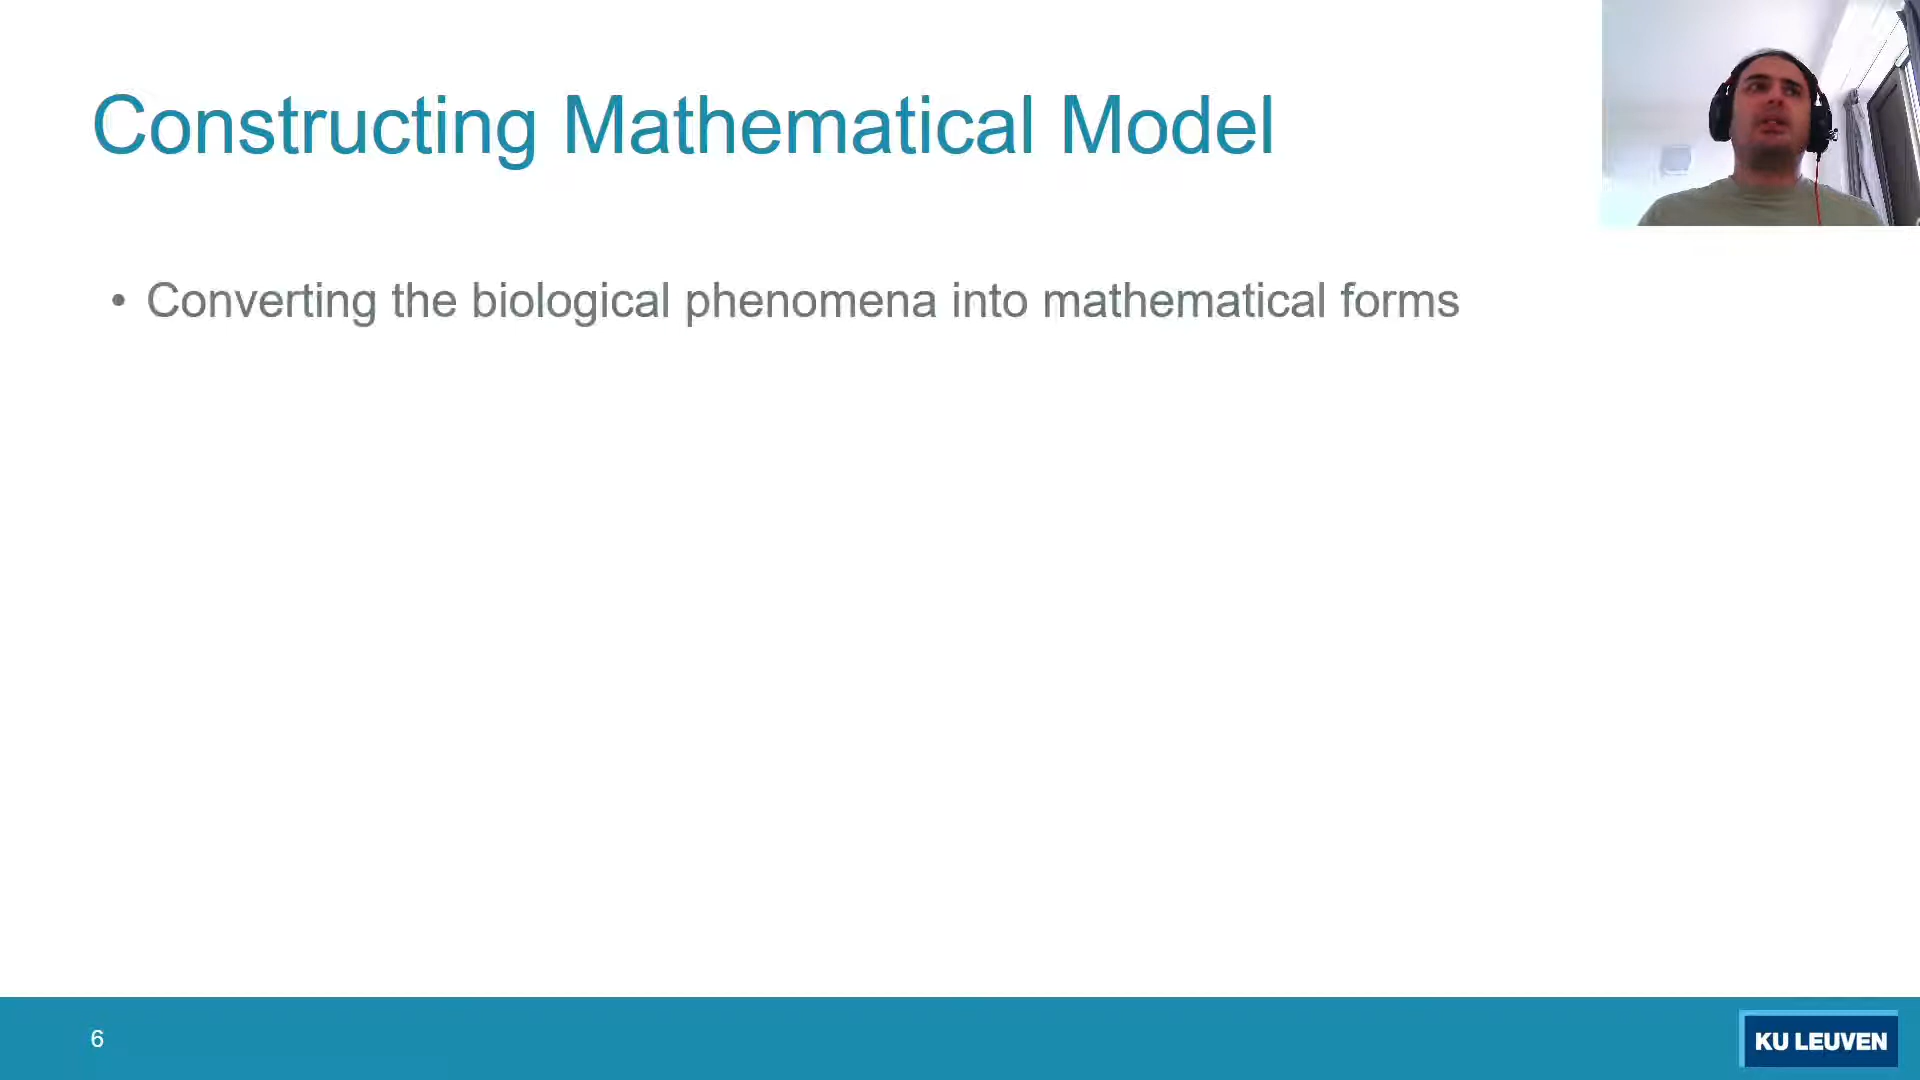 Constructing Mathematical Model
• Converting the biological phenomena into mathematical forms
6
KU LEUVEN